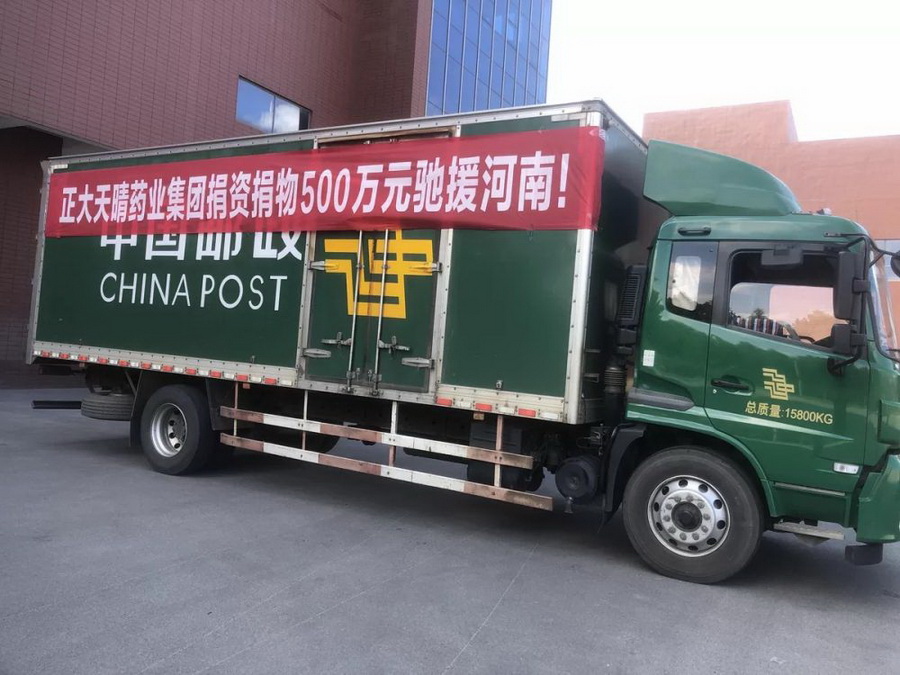 正大天晴药业集团捐资捐物500万元驰援河南!
中国邮政
CHINA POST
总质量:15800KG